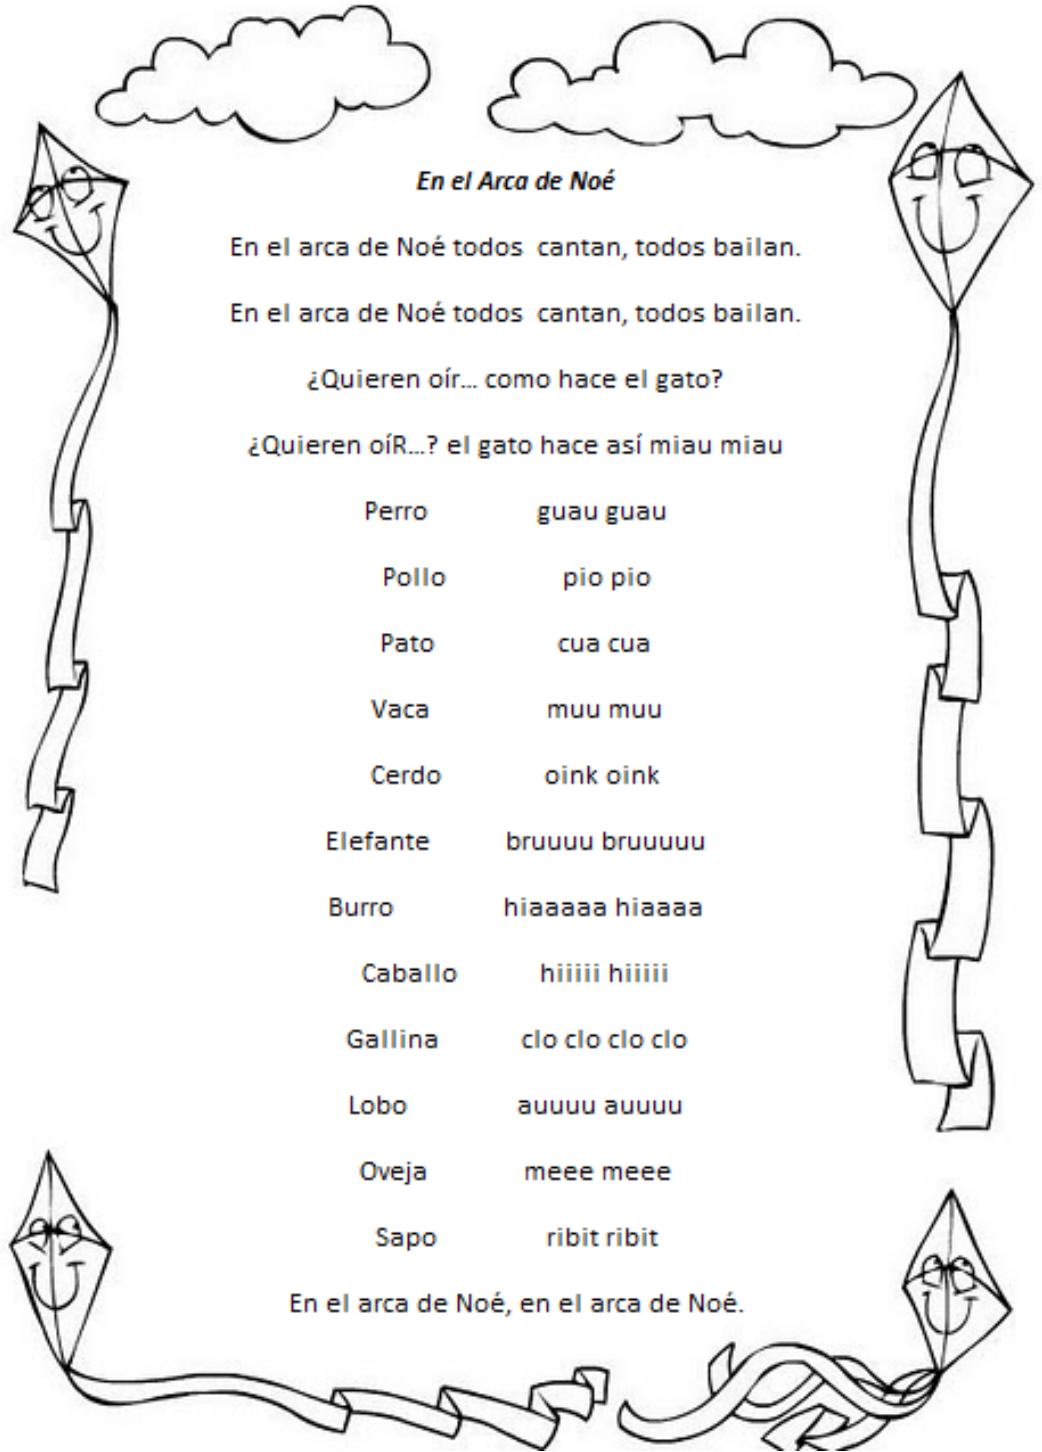 En el Arca de Noé
En el arca de Noé todos cantan, todos bailan.
En el arca de Noé todos cantan, todos bailan.
¿Quieren oír... como hace el gato?
¿Quieren oíR...? el gato hace así miau miau
Perro guau guau
Pollo pio pio
Pato cua cua
Vaca muu muu
Cerdo oink oink
Elefante bruuuu bruuuuu
Burro hiaaaaa hiaaaa
Caballo hiiiii hiiiii
Gallina clo clo clo clo
Lobo auuuu auuuu
Oveja meee meee
Sapo ribit ribit
En el arca de Noé, en el arca de Noé.